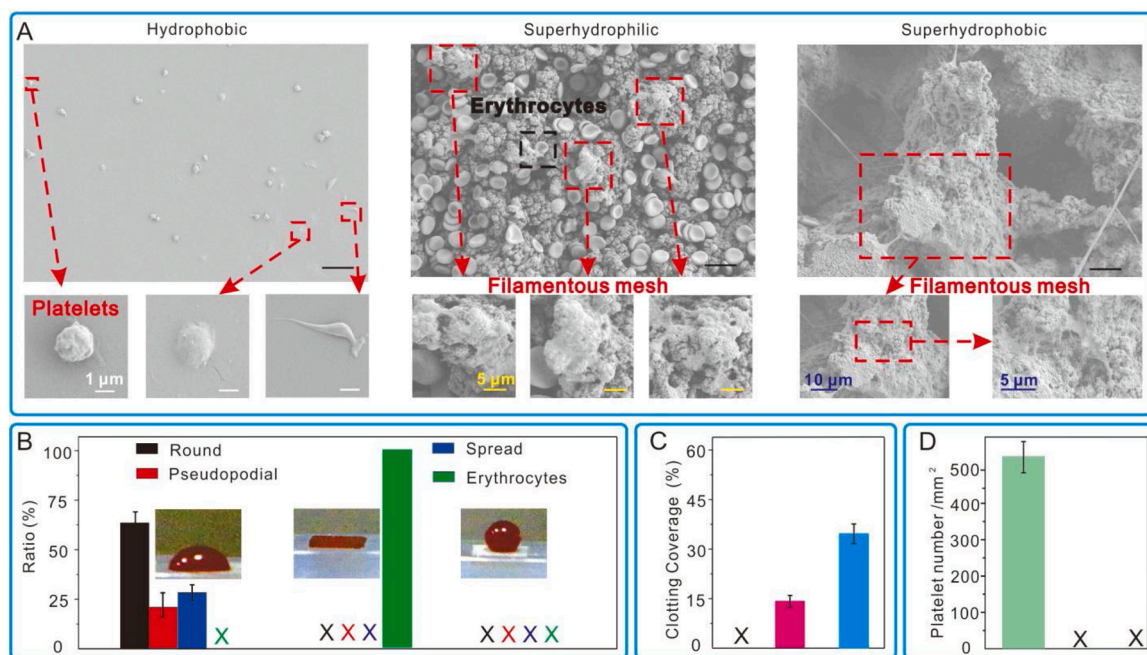 A
Hydrophobic
Superhydrophilic
Superhydrophobic
Erythrocytes
Platelets
Filamentous mesh
Filamentous mesh
1 μm
5 μm
10 μm
5 μm
B
100
75
50
25
0
Ratio (%)
Round
Pseudopodial
Spread
Erythrocytes
X
X X X
X X X X
C
60
45
30
15
0
Clotting Coverage (%)
X
D
500
400
300
200
500
0
Platelet number /mm²
X X